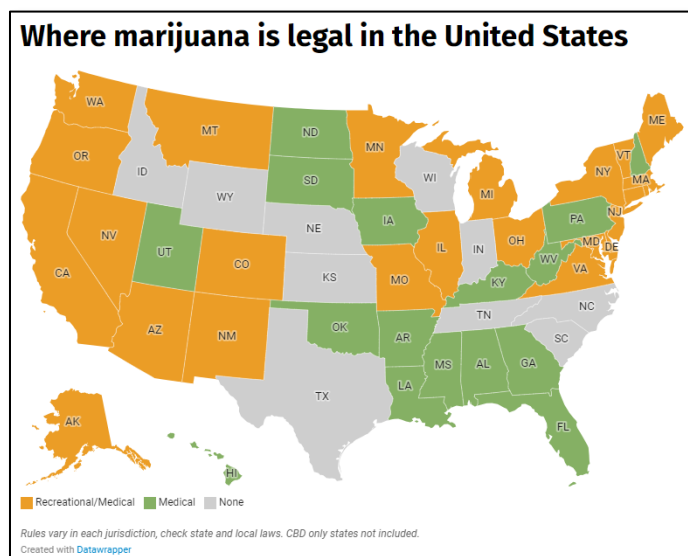 Where marijuana is legal in the United States
WA
MT
ND
MN
ME
OR
ID
SD
WI
VT
NY
MA
WY
MI
IA
NE
PA
NJ
NV
UT
IL
IN
OH
MD
DE
CA
CO
WV
VA
KS
MO
KY
NC
TN
AZ
NM
OK
AR
SC
MS
AL
GA
TX
LA
FL
AK
HI
Recreational/Medical
Medical
None
Rules vary in each jurisdiction, check state and local laws. CBD only states not included.
Created with Datawrapper